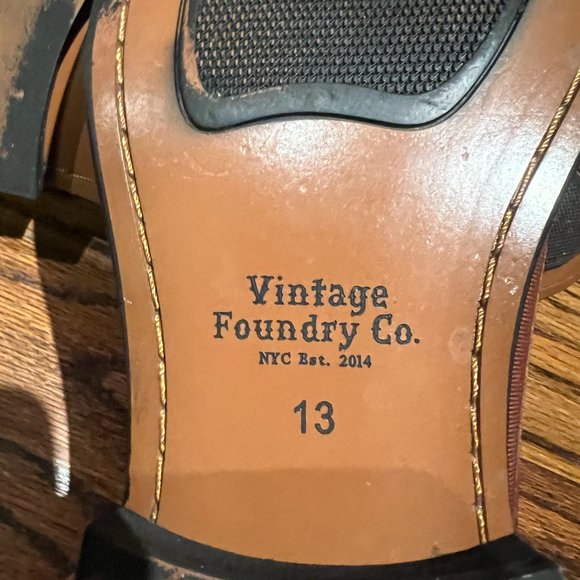 Vintage
Foundry Co.
NYC Est. 2014
13